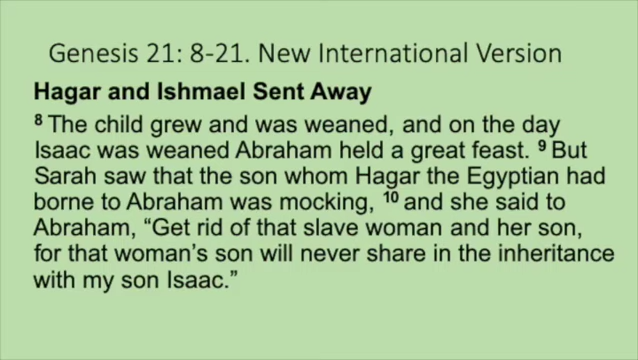 Genesis 21: 8-21. New International Version
Hagar and Ishmael Sent Away
8 The child grew and was weaned, and on the day
Isaac was weaned Abraham held a great feast. 9 But
Sarah saw that the son whom Hagar the Egyptian had
borne to Abraham was mocking, 10 and she said to
Abraham, “Get rid of that slave woman and her son,
for that woman’s son will never share in the inheritance
with my son Isaac.”